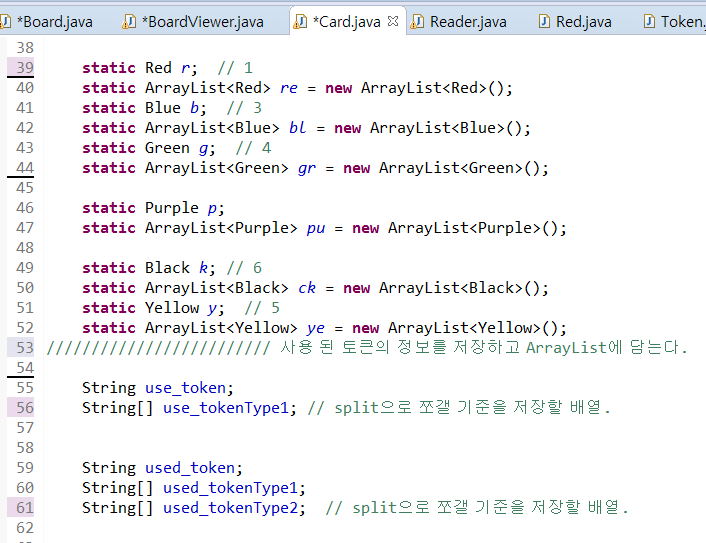 *Board.java *BoardViewer.java *Card.java Reader.java Red.java Token.
38
39 static Red r; // 1
40 static ArrayList<Red> re = new ArrayList<Red>();
41 static Blue b; // 3
42 static ArrayList<Blue> bl = new ArrayList<Blue>();
43 static Green g; // 4
44 static ArrayList<Green> gr = new ArrayList<Green>();
45
46 static Purple p;
47 static ArrayList<Purple> pu = new ArrayList<Purple>();
48
49 static Black k; // 6
50 static ArrayList<Black> ck = new ArrayList<Black>();
51 static Yellow y; // 5
52 static ArrayList<Yellow> ye = new ArrayList<Yellow>();
53 ///////////////////////// 사용 된 토큰의 정보를 저장하고 ArrayList에 담는다.
54
55 String use_token;
56 String[] use_tokenType1; // split으로 쪼갤 기준을 저장할 배열.
57
58
59 String used_token;
60 String[] used_tokenType1;
61 String[] used_tokenType2; // split으로 쪼갤 기준을 저장할 배열.
62